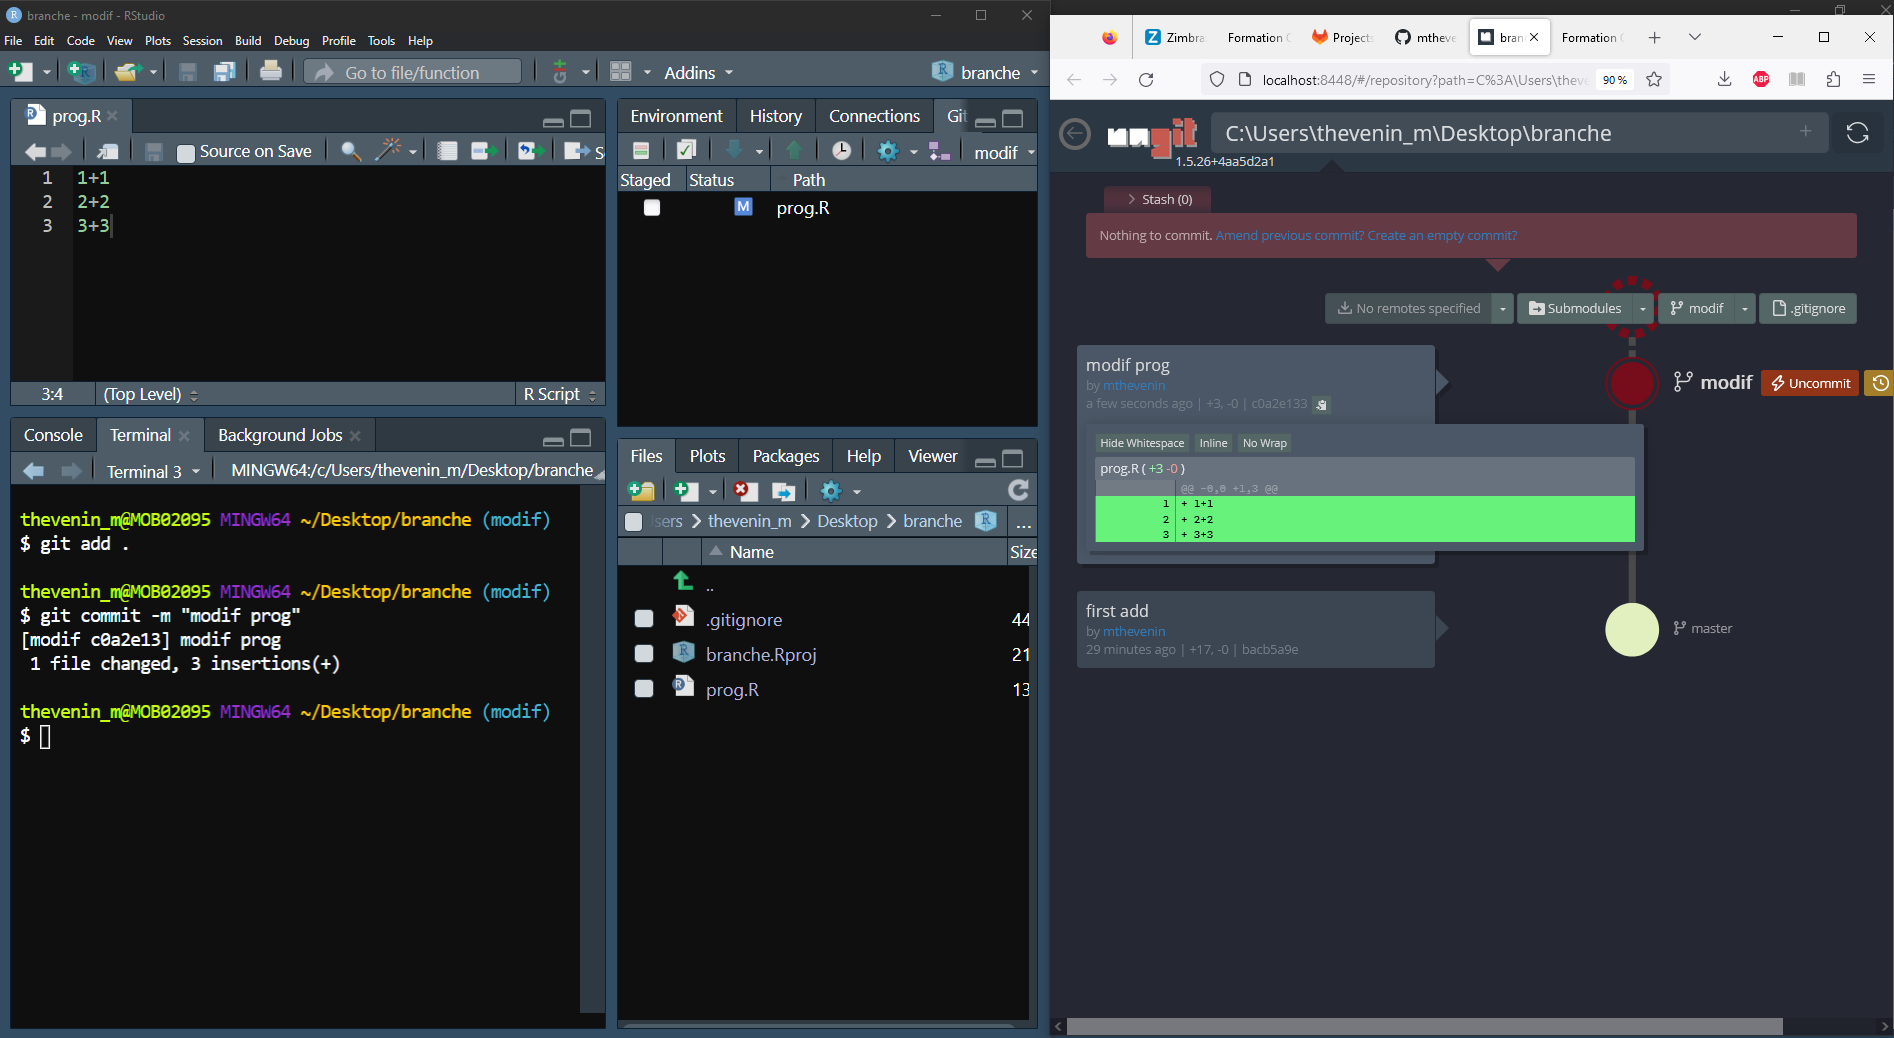 branche - modif - RStudio
File Edit Code View Plots Session Build Debug Profile Tools Help
Go to file/function
Addins
branche
prog.R
Source on Save
1 1+1
2 2+2
3 3+3
3:4 (Top Level) R Script
Console Terminal Background Jobs
Terminal 3 MINGW64:/c/Users/thevenin_m/Desktop/branche
thevenin_m@MOB02095 MINGW64 ~/Desktop/branche (modif)
$ git add .
thevenin_m@MOB02095 MINGW64 ~/Desktop/branche (modif)
$ git commit -m "modif prog"
[modif c0a2e13] modif prog
1 file changed, 3 insertions(+)
thevenin_m@MOB02095 MINGW64 ~/Desktop/branche (modif)
$
Environment History Connections Git
modif
Staged Status Path
M prog.R
Files Plots Packages Help Viewer
sers thevenin_m Desktop branche ...
Name Size
..
.gitignore 44
branche.Rproj 21
prog.R 13
Zimbra Formation Projects mtheve bran Formation
localhost:8448/#/repository?path=C%3A\Users\theve 90 % ABP
ungit
1.5.26+4aa5d2a1
C:\Users\thevenin_m\Desktop\branche
Stash (0)
Nothing to commit. Amend previous commit? Create an empty commit?
No remotes specified Submodules modif .gitignore
modif prog
by mthevenin
a few seconds ago | +3, -0 | c0a2e133
modif Uncommit
Hide Whitespace Inline No Wrap
prog.R ( +3 -0 )
@@ -0,0 +1,3 @@
1 + 1+1
2 + 2+2
3 + 3+3
first add
by mthevenin
29 minutes ago | +17, -0 | bacb5a9e
master